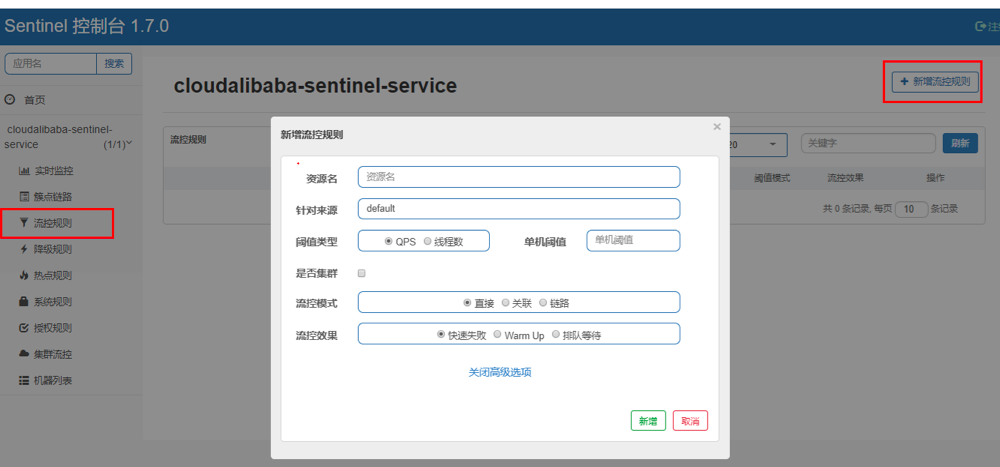 Sentinel 控制台 1.7.0
应用名 搜索
首页
cloudalibaba-sentinel-
service (1/1)
实时监控
簇点链路
流控规则
降级规则
热点规则
系统规则
授权规则
集群流控
机器列表
cloudalibaba-sentinel-service
+ 新增流控规则
流控规则
关键字 刷新
阈值模式 流控效果 操作
共 0 条记录, 每页 10 条记录
新增流控规则 ×
资源名 资源名
针对来源 default
阈值类型 QPS 线程数 单机阈值 单机阈值
是否集群
流控模式 直接 关联 链路
流控效果 快速失败 Warm Up 排队等待
关闭高级选项
新增 取消